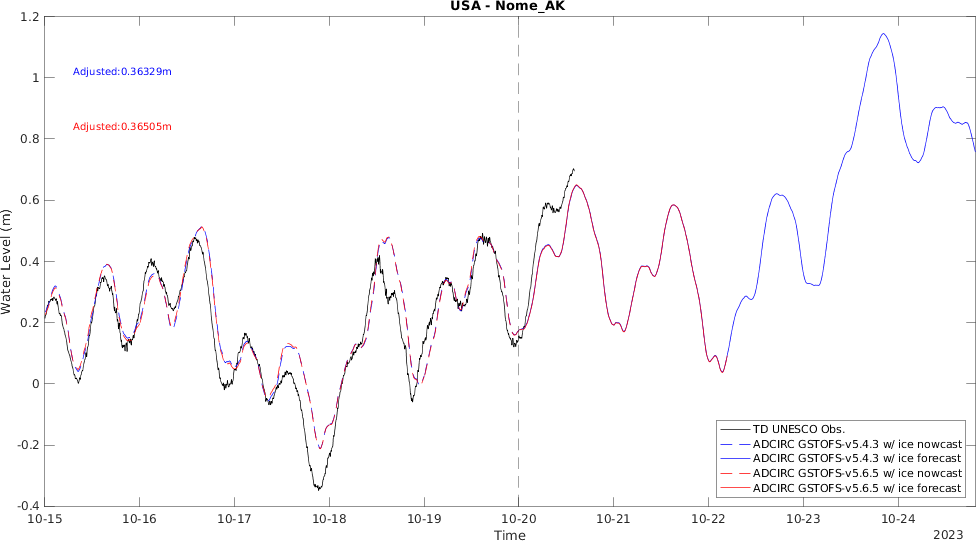 USA - Nome_AK
1.2
1
0.8
0.6
0.4
0.2
0
-0.2
-0.4
Water Level (m)
Adjusted:0.36329m
Adjusted:0.36505m
TD UNESCO Obs.
ADCIRC GSTOFS-v5.4.3 w/ ice nowcast
ADCIRC GSTOFS-v5.4.3 w/ ice forecast
ADCIRC GSTOFS-v5.6.5 w/ ice nowcast
ADCIRC GSTOFS-v5.6.5 w/ ice forecast
10-15 10-16 10-17 10-18 10-19 10-20 10-21 10-22 10-23 10-24
Time
2023